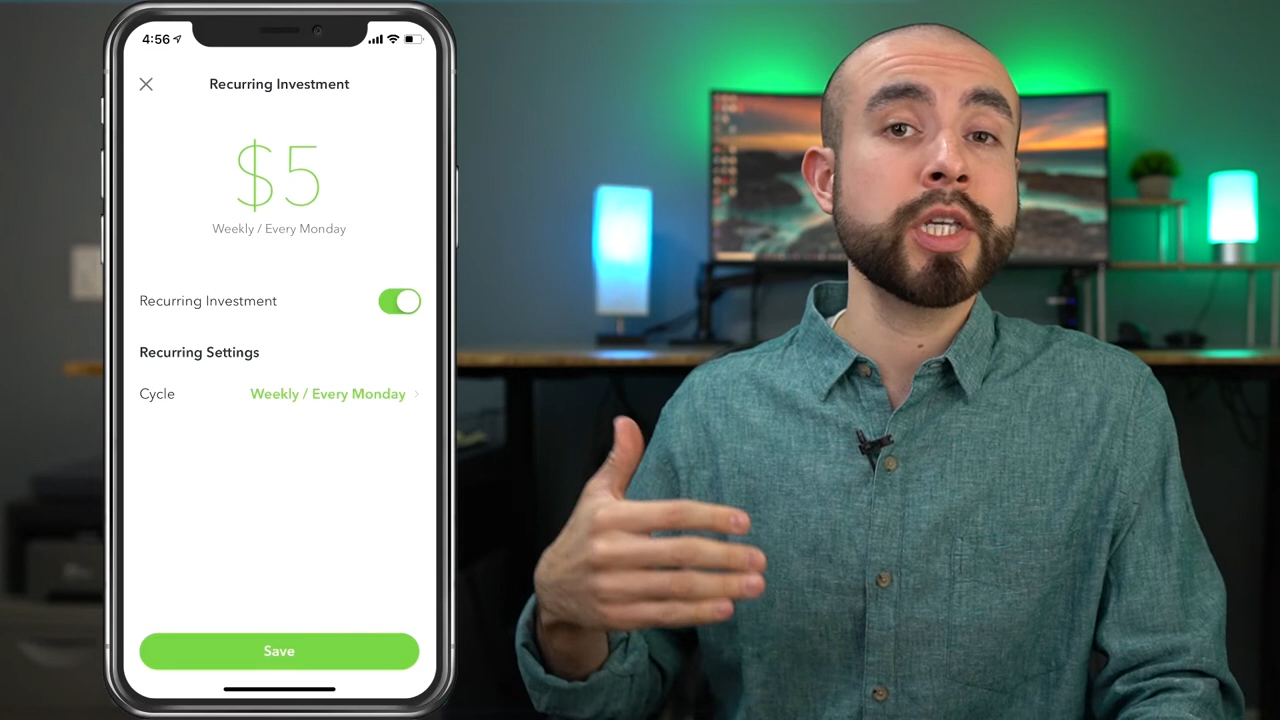 4:56
Recurring Investment
$5
Weekly / Every Monday
Recurring Investment
Recurring Settings
Cycle
Weekly / Every Monday
Save